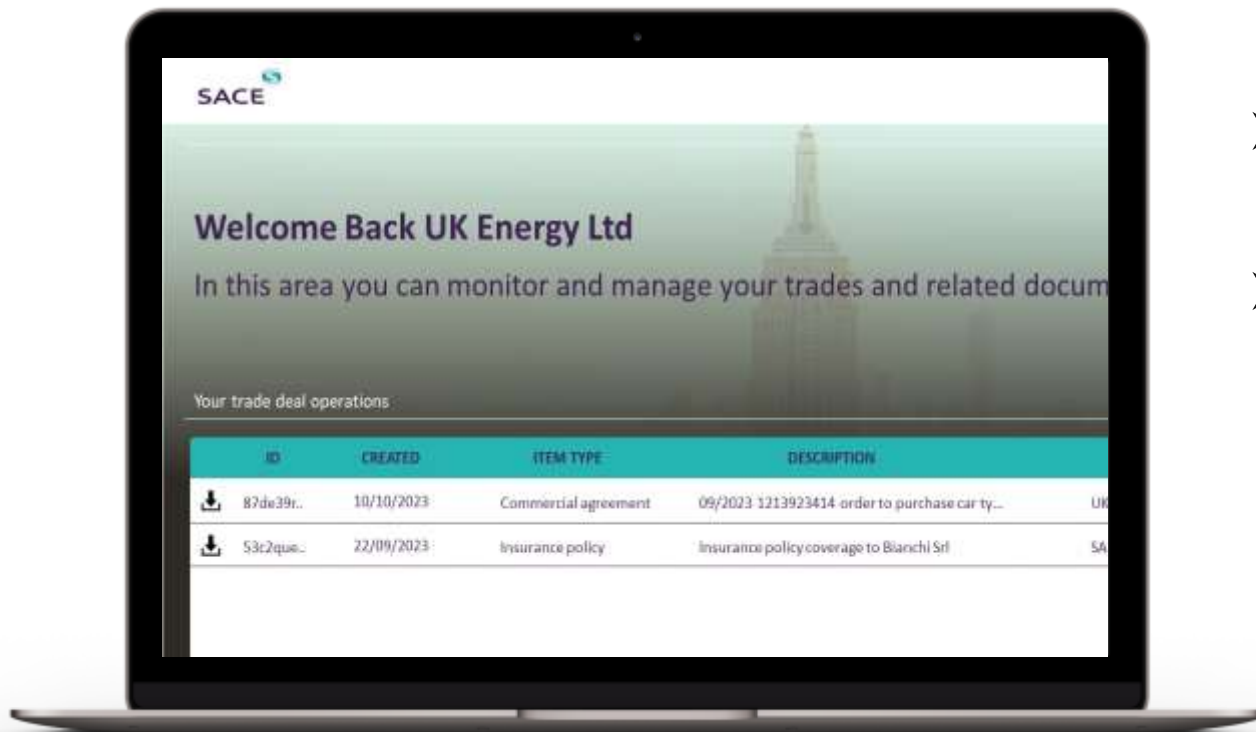 SACE
Welcome Back UK Energy Ltd
In this area you can monitor and manage your trades and related docum
Your trade deal operations
ID CREATED ITEM TYPE DESCRIPTION
87de39r.. 10/10/2023 Commercial agreement 09/2023 1213923414 order to purchase car ty... UK
53c2que.. 22/09/2023 Insurance policy Insurance policy coverage to Bianchi Srl SA